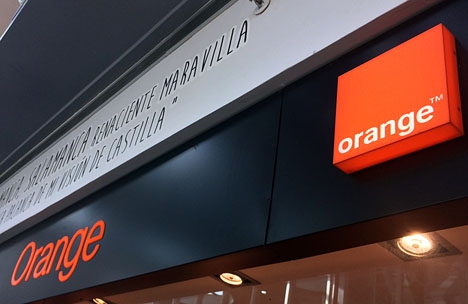 SALAMANCA RENACIENTE MARAVILLA
DE MI VISION DE CASTILLA "
Orange
orange™